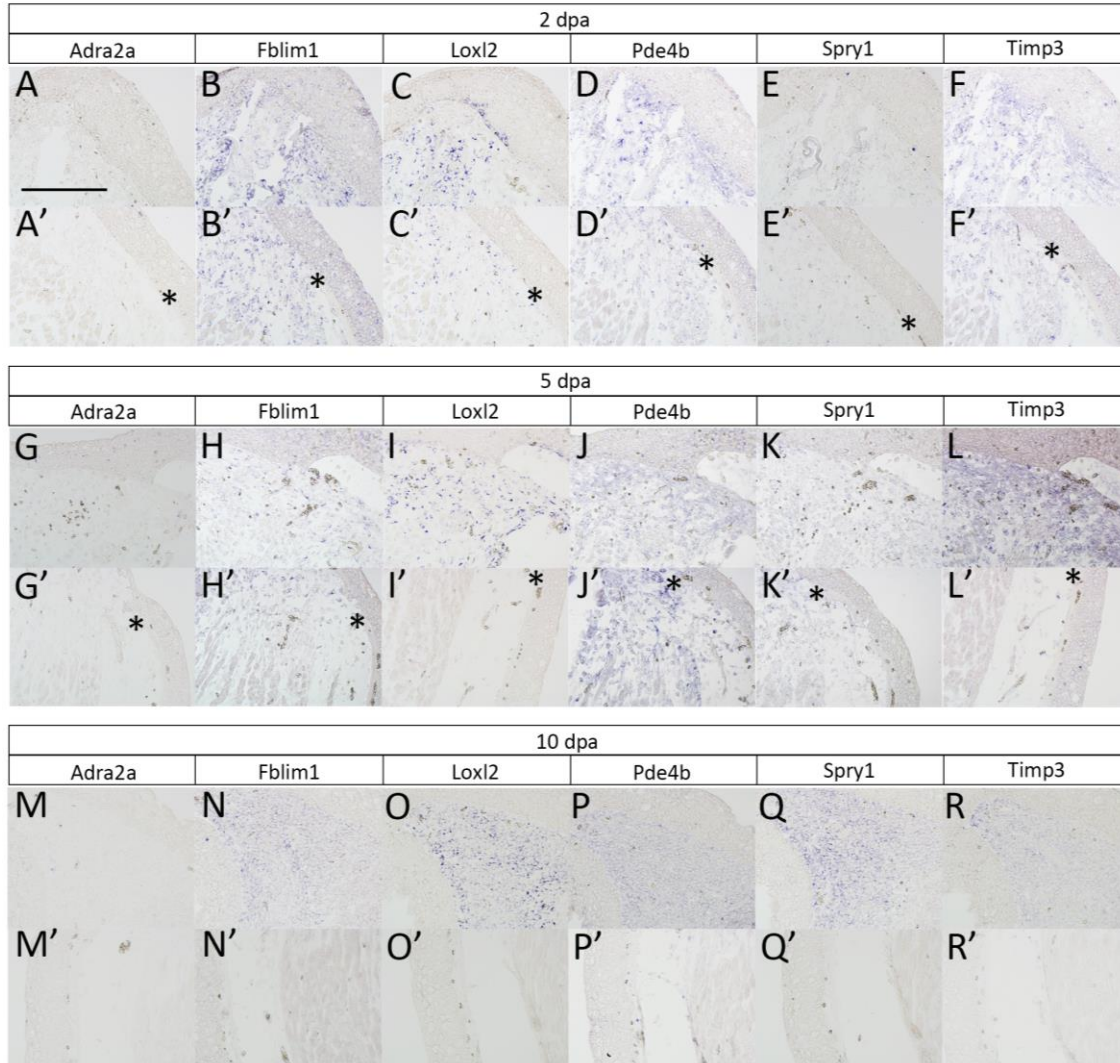 2 dpa
Adra2a Fblim1 Loxl2 Pde4b Spry1 Timp3
A B C D E F
A’ * B’ * C’ * D’ * E’ * F’ *
5 dpa
Adra2a Fblim1 Loxl2 Pde4b Spry1 Timp3
G H I J K L
G’ * H’ * I’ * J’ * K’ * L’ *
10 dpa
Adra2a Fblim1 Loxl2 Pde4b Spry1 Timp3
M N O P Q R
M’ N’ O’ P’ Q’ R’